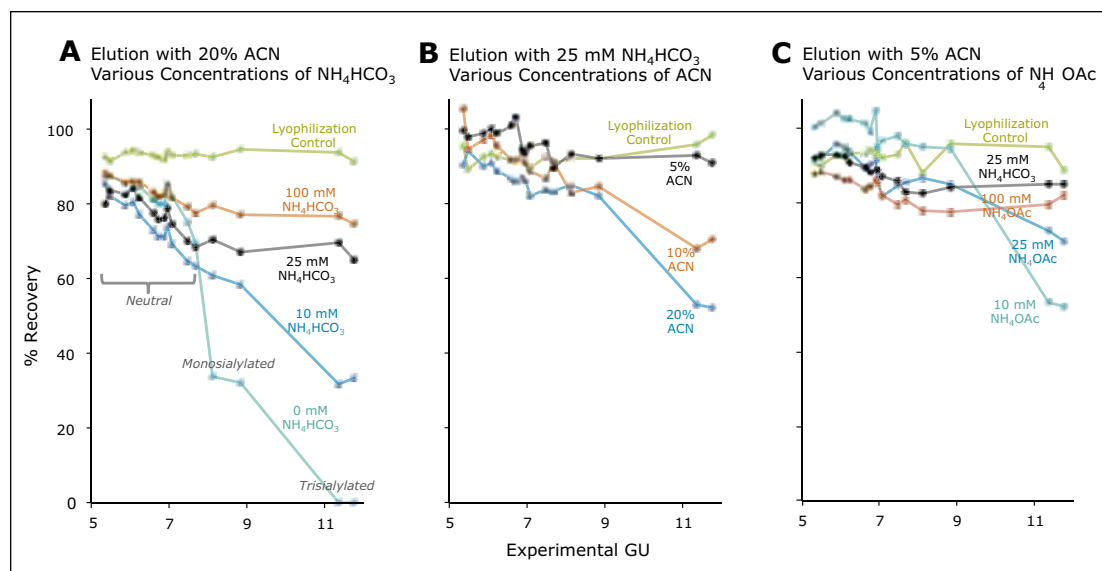 A Elution with 20% ACN
Various Concentrations of NH₄HCO₃
B Elution with 25 mM NH₄HCO₃
Various Concentrations of ACN
C Elution with 5% ACN
Various Concentrations of NH₄ OAc
% Recovery
100
80
60
40
20
0
Lyophilization
Control
100 mM
NH₄HCO₃
25 mM
NH₄HCO₃
Neutral
10 mM
NH₄HCO₃
Monosialylated
0 mM
NH₄HCO₃
Trisialylated
5 7 9 11
Lyophilization
Control
5%
ACN
10%
ACN
20%
ACN
5 7 9 11
Lyophilization
Control
25 mM
NH₄HCO₃
100 mM
NH₄OAc
25 mM
NH₄OAc
10 mM
NH₄OAc
5 7 9 11
Experimental GU